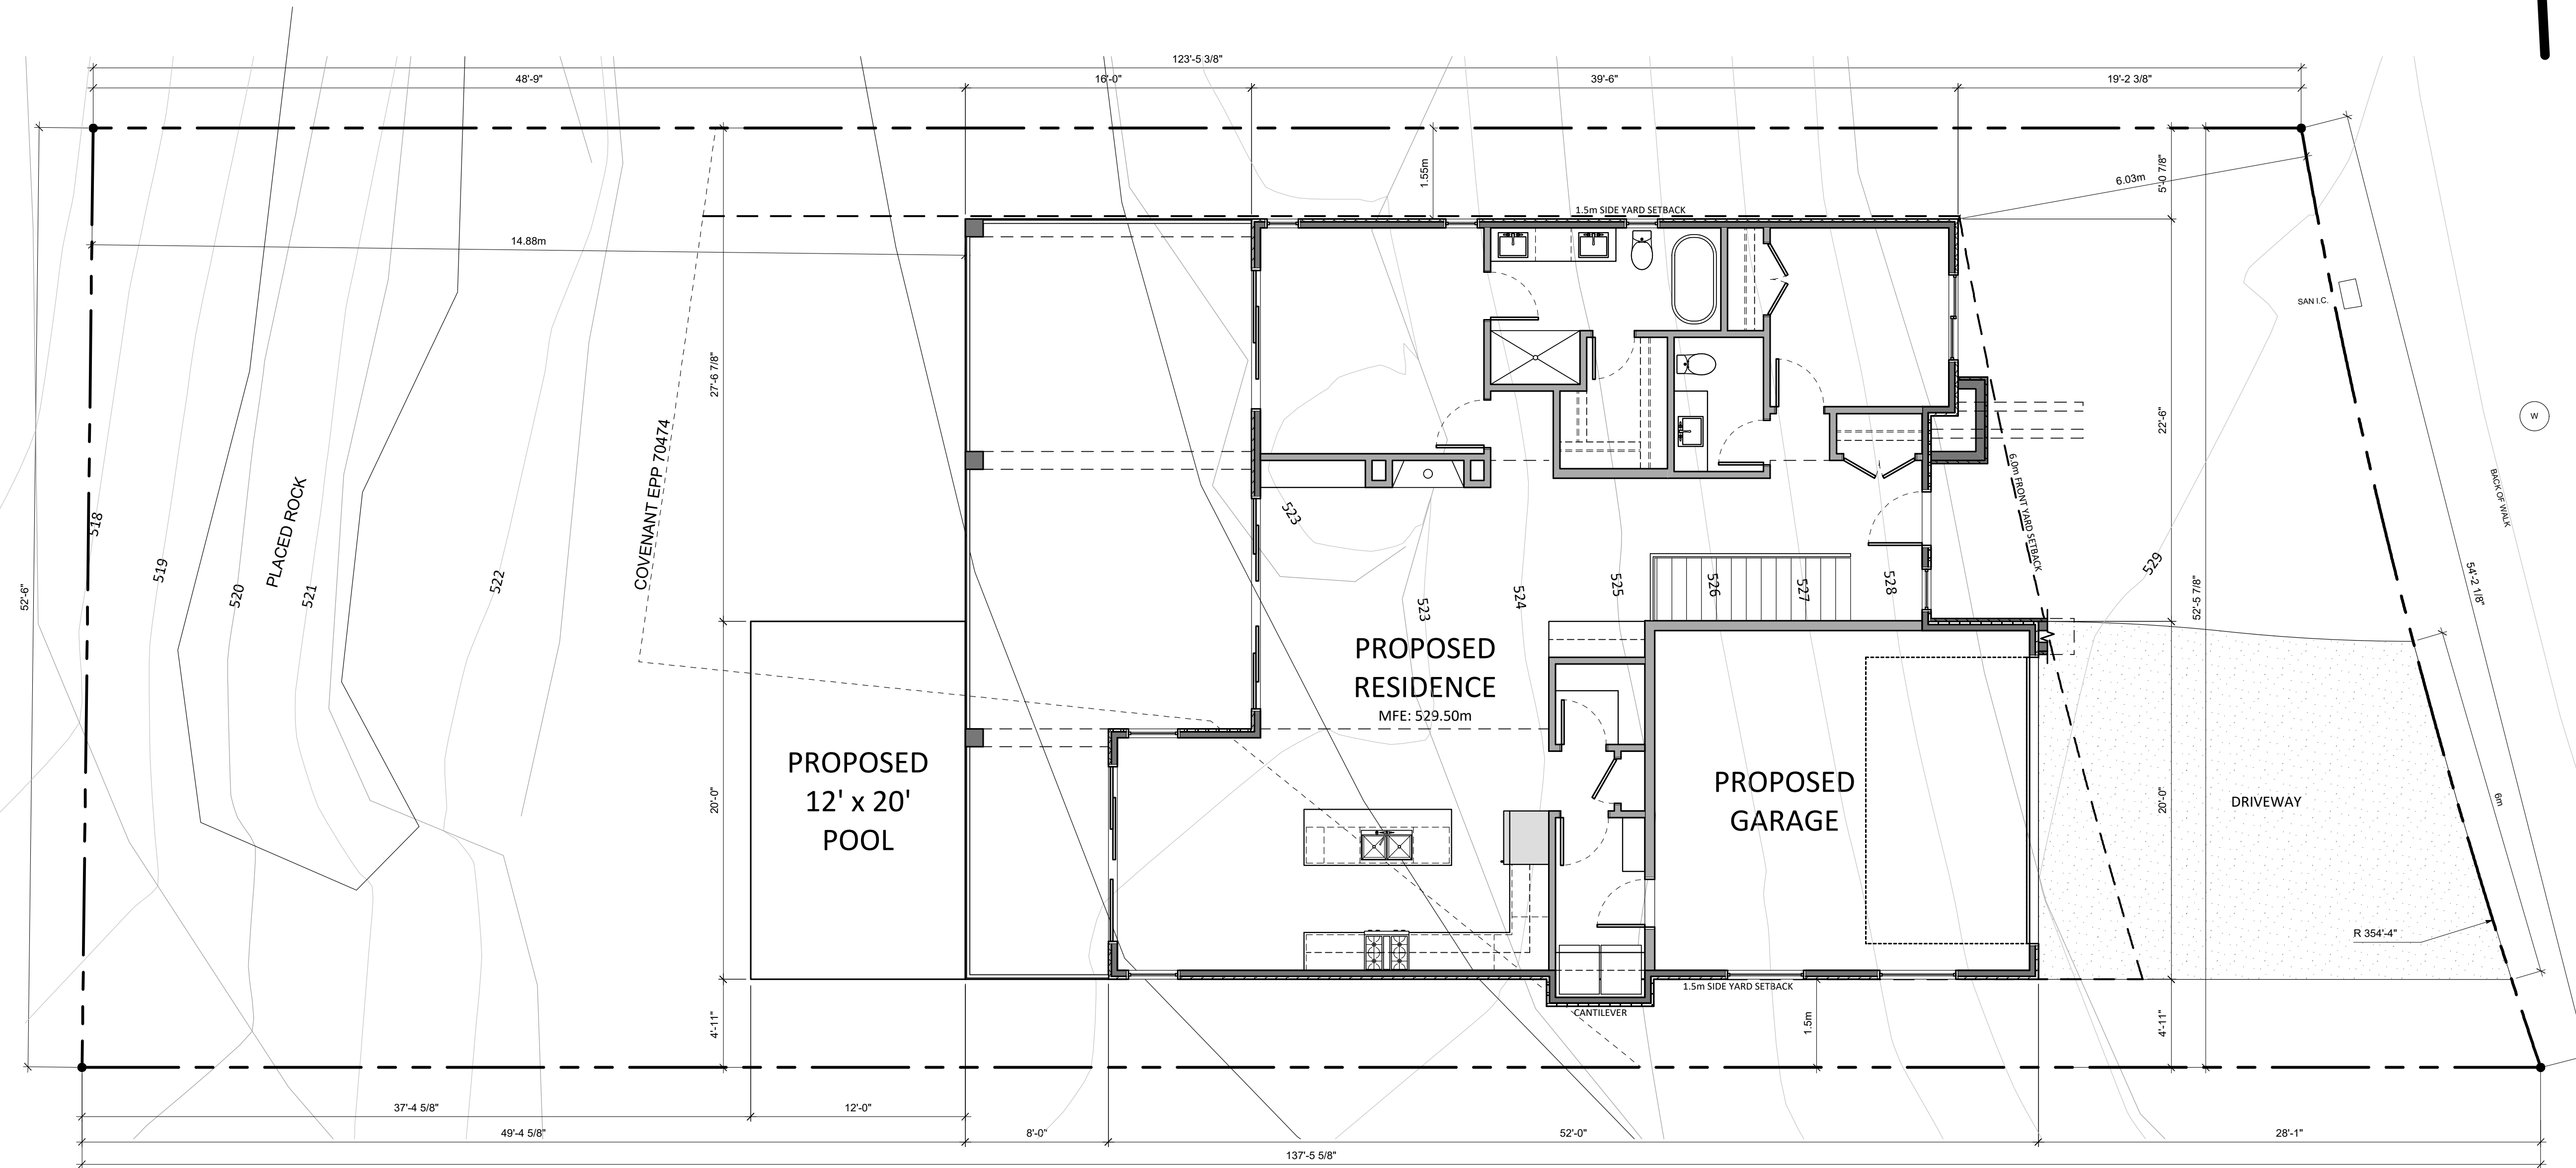 123'-5 3/8"
48'-9"
16'-0"
39'-6"
19'-2 3/8"
1.55m
5'-0 7/8"
6.03m
1.5m SIDE YARD SETBACK
14.88m
SAN I.C.
27'-6 7/8"
22'-6"
W
COVENANT EPP 70474
6.0m FRONT YARD SETBACK
BACK OF WALK
PLACED ROCK
518
519
520
521
522
523
523
524
525
526
527
528
529
52'-6"
52'-5 7/8"
54'-2 1/8"
PROPOSED
RESIDENCE
MFE: 529.50m
PROPOSED
12' x 20'
POOL
PROPOSED
GARAGE
DRIVEWAY
20'-0"
20'-0"
6m
R 354'-4"
1.5m SIDE YARD SETBACK
CANTILEVER
4'-11"
1.5m
4'-11"
37'-4 5/8"
12'-0"
49'-4 5/8"
8'-0"
52'-0"
28'-1"
137'-5 5/8"